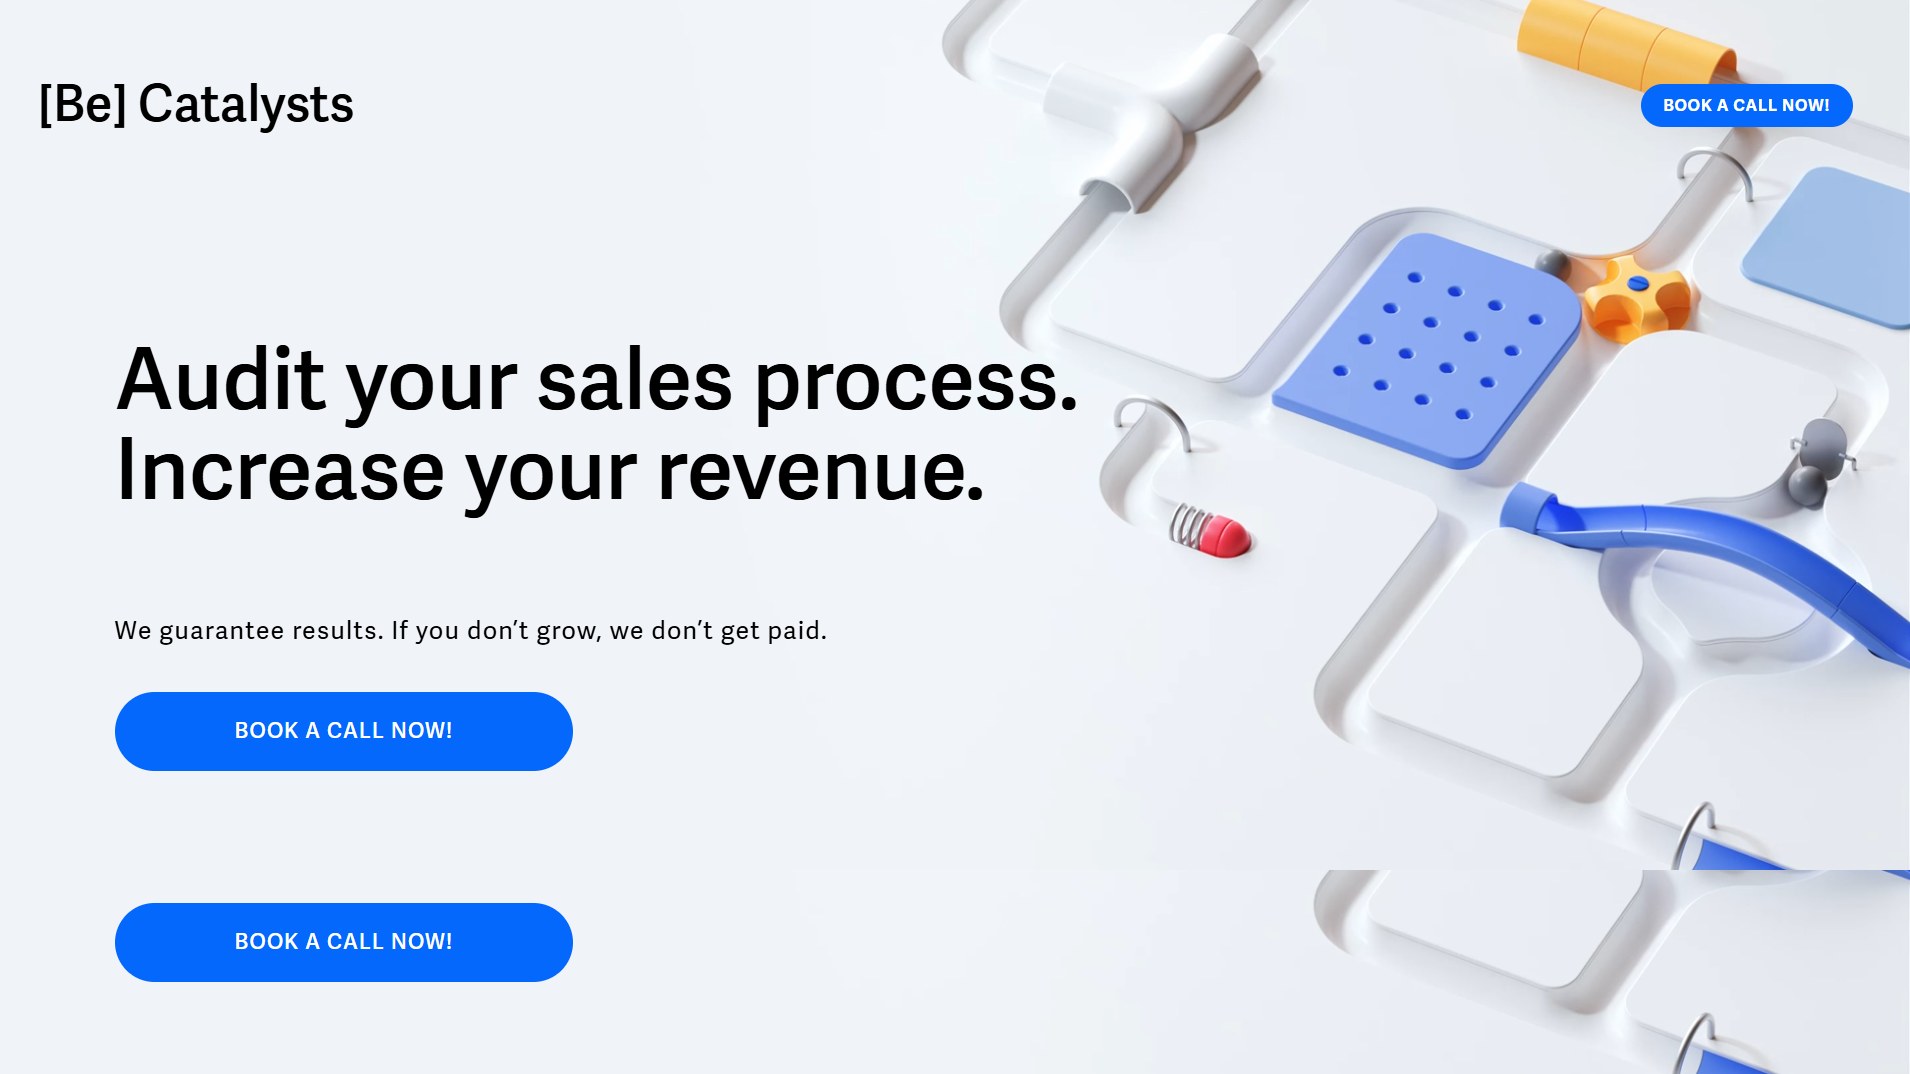 [Be] Catalysts
BOOK A CALL NOW!
Audit your sales process.
Increase your revenue.
We guarantee results. If you don’t grow, we don’t get paid.
BOOK A CALL NOW!
BOOK A CALL NOW!